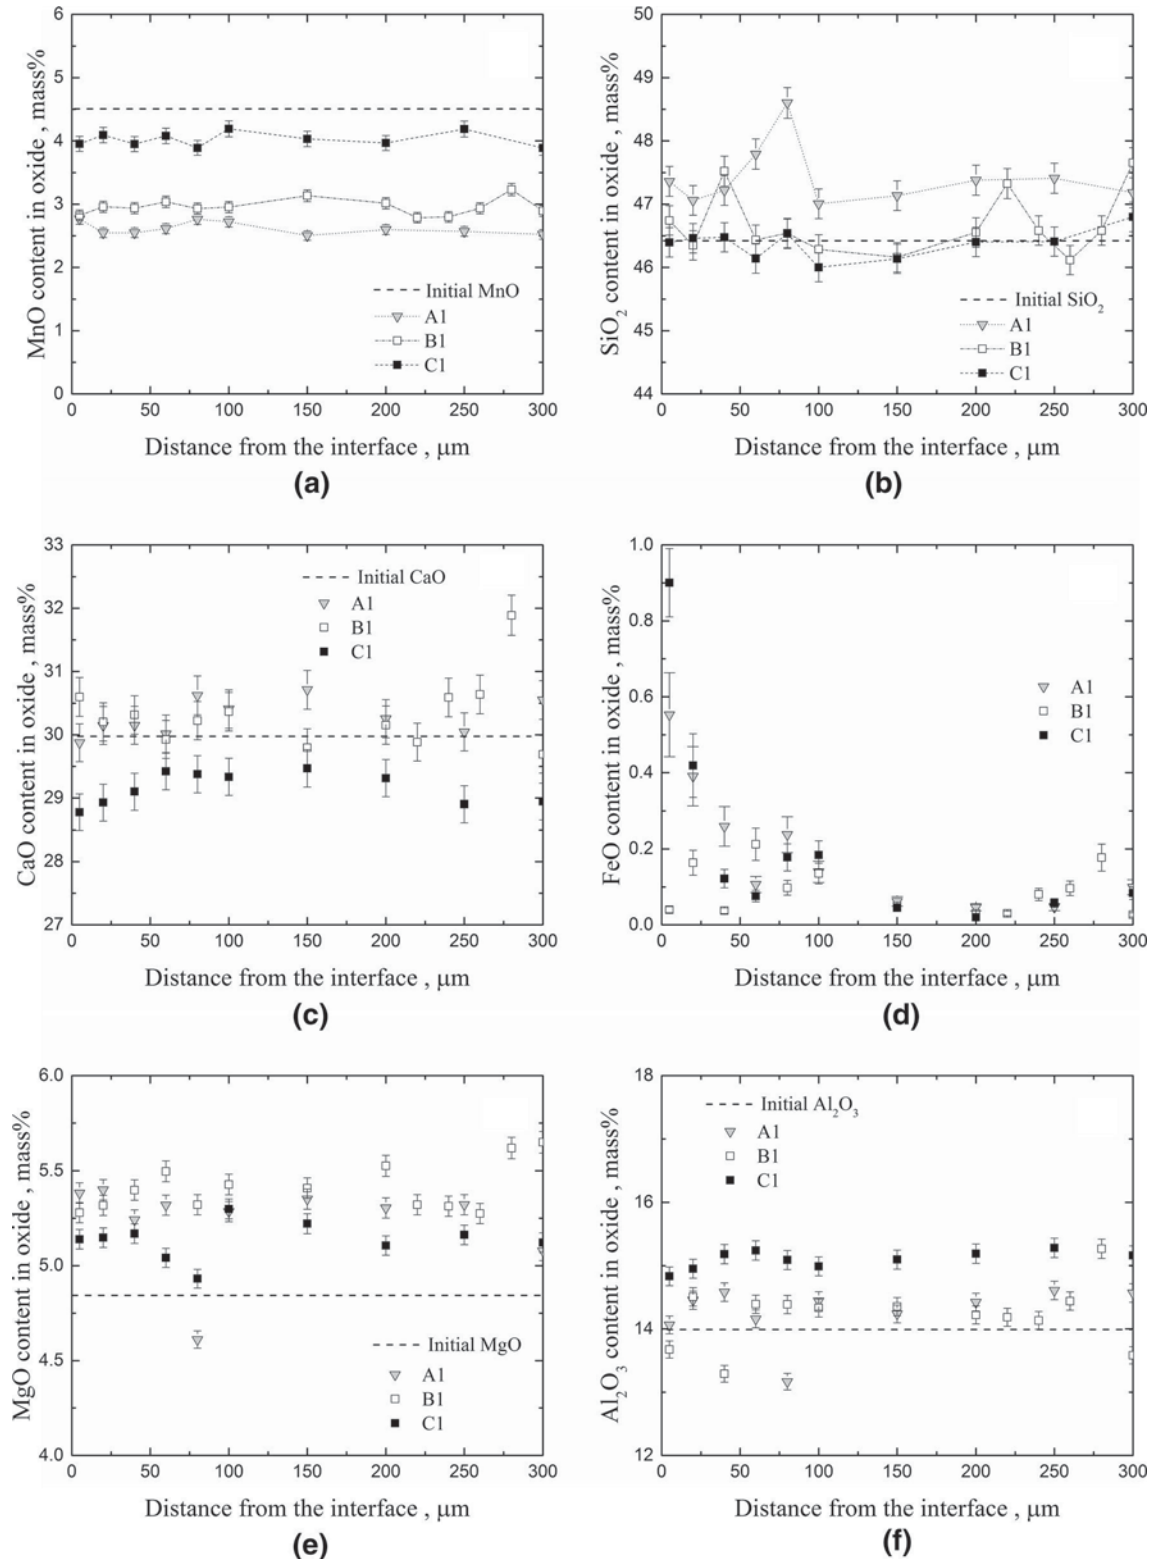 6
5
4
3
2
1
0
0 50 100 150 200 250 300
MnO content in oxide , mass%
Initial MnO
A1
B1
C1
Distance from the interface , μm
(a)
50
49
48
47
46
45
44
0 50 100 150 200 250 300
SiO₂ content in oxide , mass%
Initial SiO₂
A1
B1
C1
Distance from the interface , μm
(b)
33
32
31
30
29
28
27
0 50 100 150 200 250 300
CaO content in oxide , mass%
Initial CaO
A1
B1
C1
Distance from the interface , μm
(c)
1.0
0.8
0.6
0.4
0.2
0.0
0 50 100 150 200 250 300
FeO content in oxide , mass%
A1
B1
C1
Distance from the interface , μm
(d)
6.0
5.5
5.0
4.5
4.0
0 50 100 150 200 250 300
MgO content in oxide , mass%
Initial MgO
A1
B1
C1
Distance from the interface , μm
(e)
18
16
15
14
13
12
0 50 100 150 200 250 300
Al₂O₃ content in oxide , mass%
Initial Al₂O₃
A1
B1
C1
Distance from the interface , μm
(f)